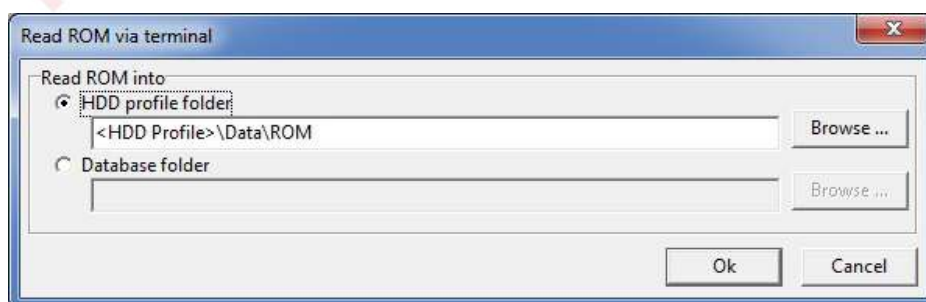 Read ROM via terminal
Read ROM into
HDD profile folder
<HDD Profile>\Data\ROM
Browse ...
Database folder
Browse ...
Ok
Cancel